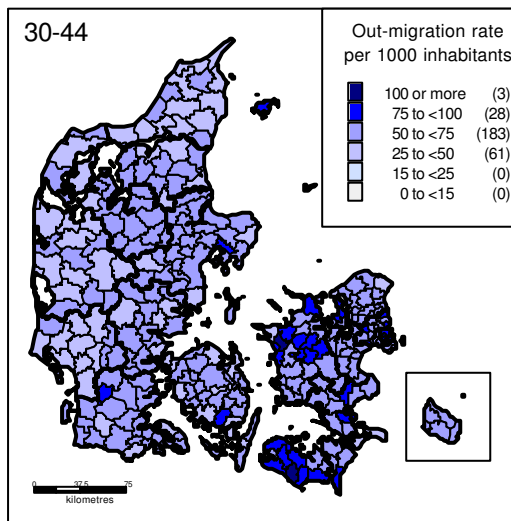 30-44
Out-migration rate
per 1000 inhabitants
100 or more (3)
75 to <100 (28)
50 to <75 (183)
25 to <50 (61)
15 to <25 (0)
0 to <15 (0)
0 37.5 75
kilometres